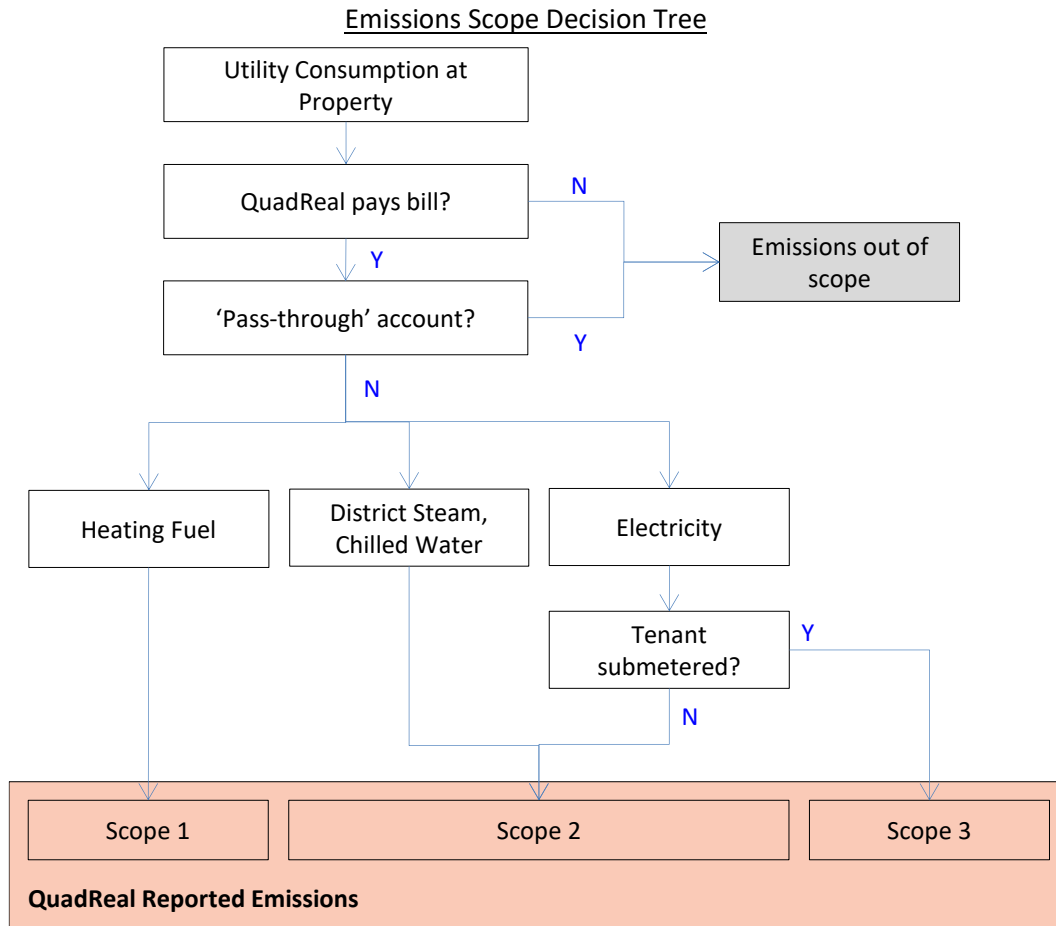 Emissions Scope Decision Tree
Utility Consumption at
Property
QuadReal pays bill?
N
Y
Emissions out of
scope
‘Pass-through’ account?
Y
N
Heating Fuel
District Steam,
Chilled Water
Electricity
Tenant
submetered?
Y
N
Scope 1
Scope 2
Scope 3
QuadReal Reported Emissions